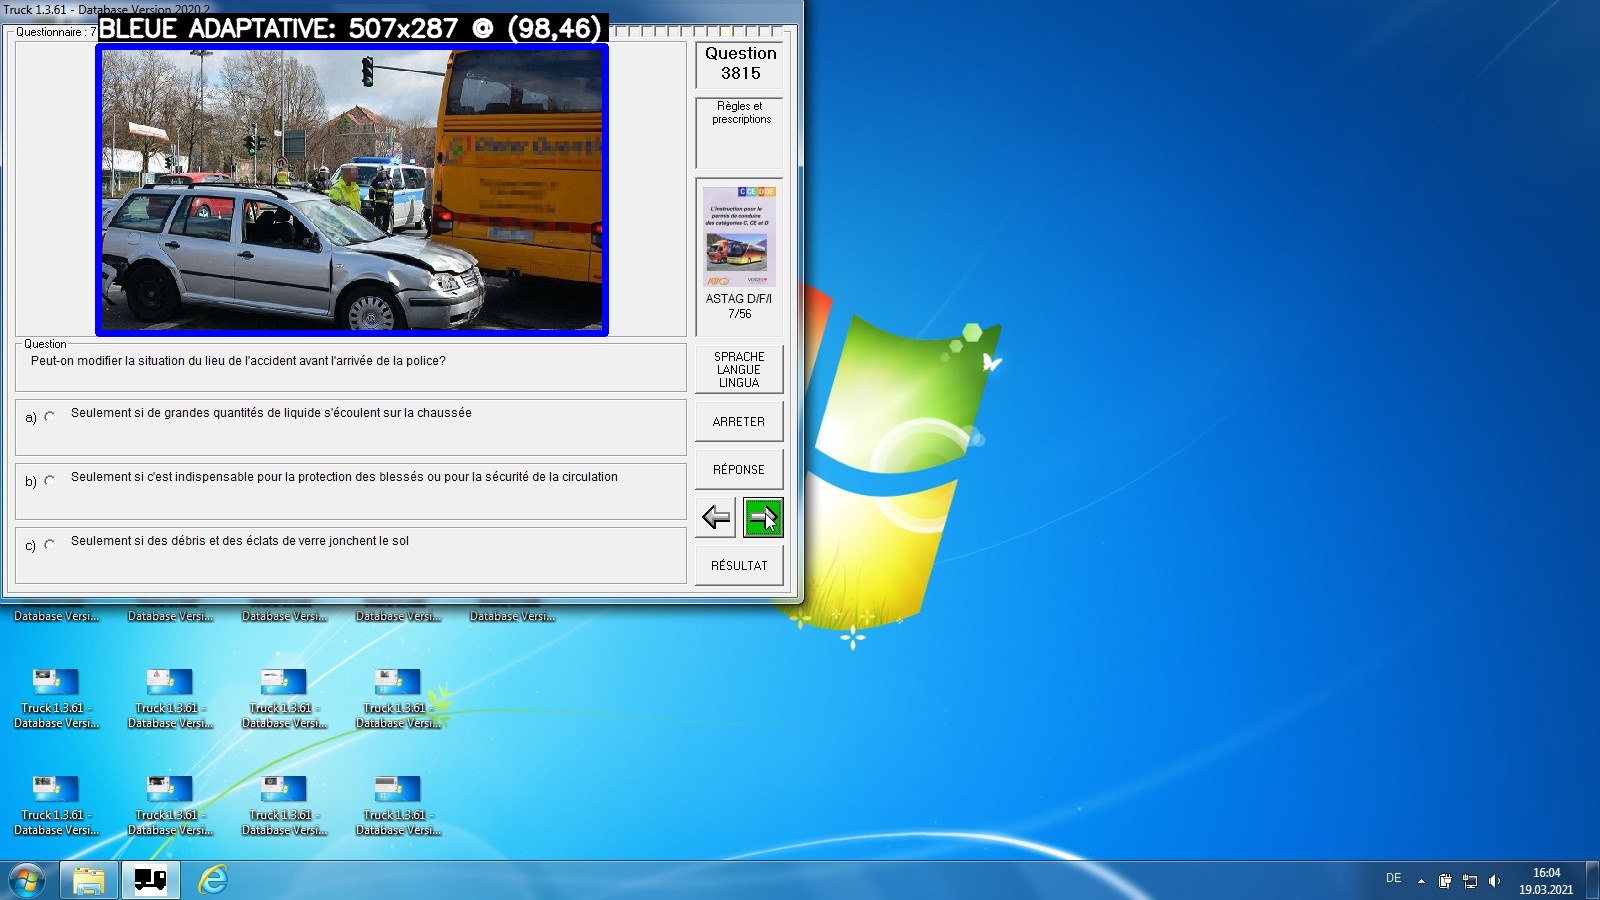 Truck 1.3.61 - Database Version 2020.2
BLEUE ADAPTATIVE: 507x287 @ (98,46)
Questionnaire : 7
Question
3815
Règles et
prescriptions
C CE D DE
L'instruction pour le
permis de conduire
des catégories C, CE et D
ASTAG D/F/I
7/56
Question
Peut-on modifier la situation du lieu de l'accident avant l'arrivée de la police?
SPRACHE
LANGUE
LINGUA
a) Seulement si de grandes quantités de liquide s'écoulent sur la chaussée
ARRETER
b) Seulement si c'est indispensable pour la protection des blessés ou pour la sécurité de la circulation
RÉPONSE
c) Seulement si des débris et des éclats de verre jonchent le sol
RÉSULTAT
Database Versi... Database Versi... Database Versi... Database Versi... Database Versi...
Truck 1.3.61 - Truck 1.3.61 - Truck 1.3.61 - Truck 1.3.61 -
Database Versi... Database Versi... Database Versi... Database Versi...
Truck 1.3.61 - Truck 1.3.61 - Truck 1.3.61 - Truck 1.3.61 -
Database Versi... Database Versi... Database Versi... Database Versi...
DE
16:04
19.03.2021